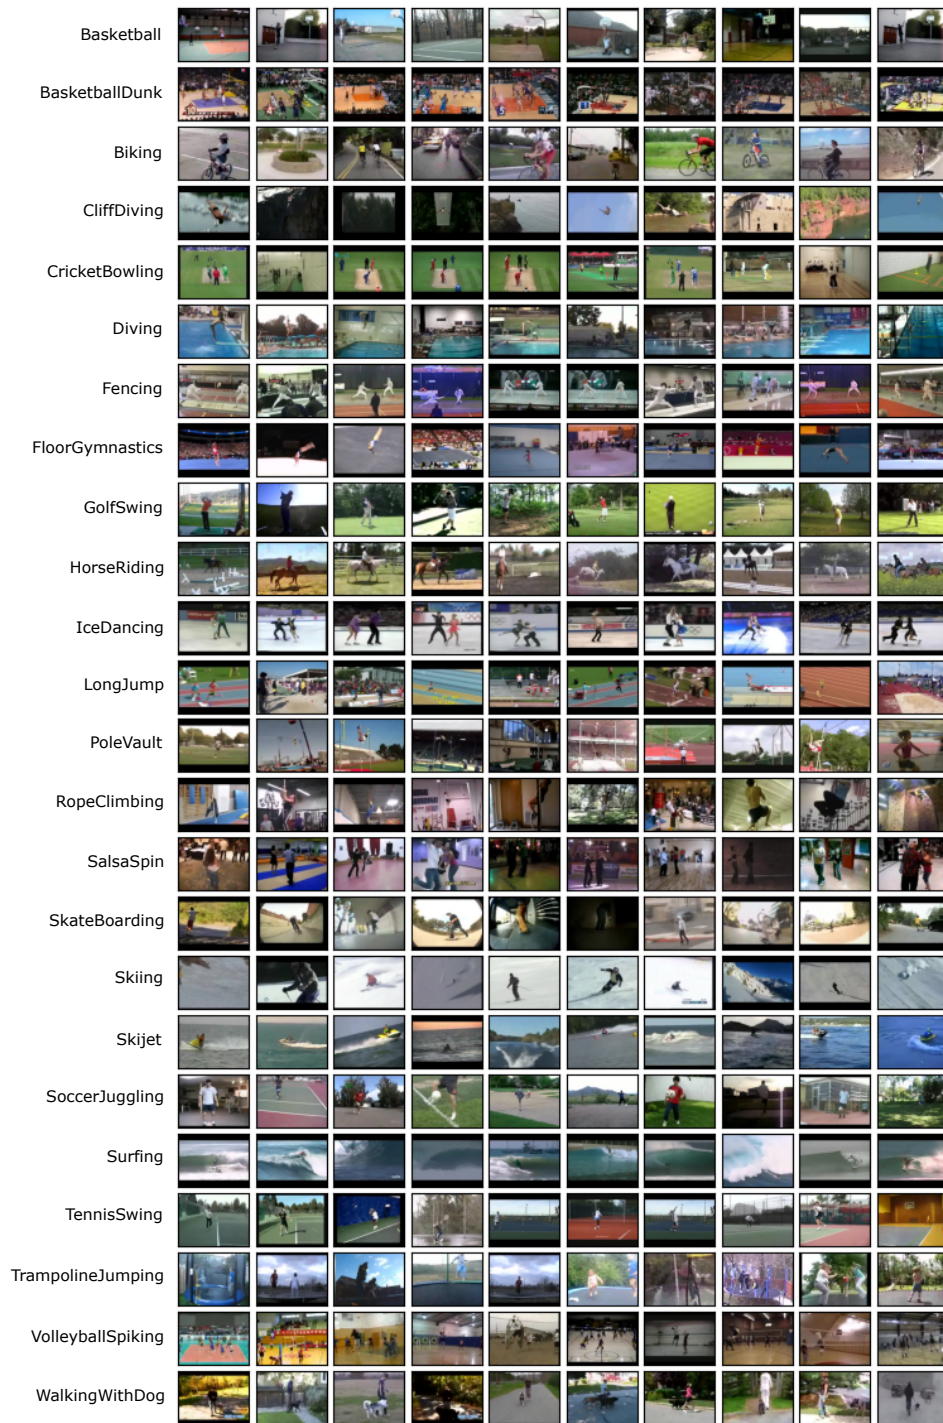 Basketball
BasketballDunk
Biking
CliffDiving
CricketBowling
Diving
Fencing
FloorGymnastics
GolfSwing
HorseRiding
IceDancing
LongJump
PoleVault
RopeClimbing
SalsaSpin
SkateBoarding
Skiing
Skijet
SoccerJuggling
Surfing
TennisSwing
TrampolineJumping
VolleyballSpiking
WalkingWithDog